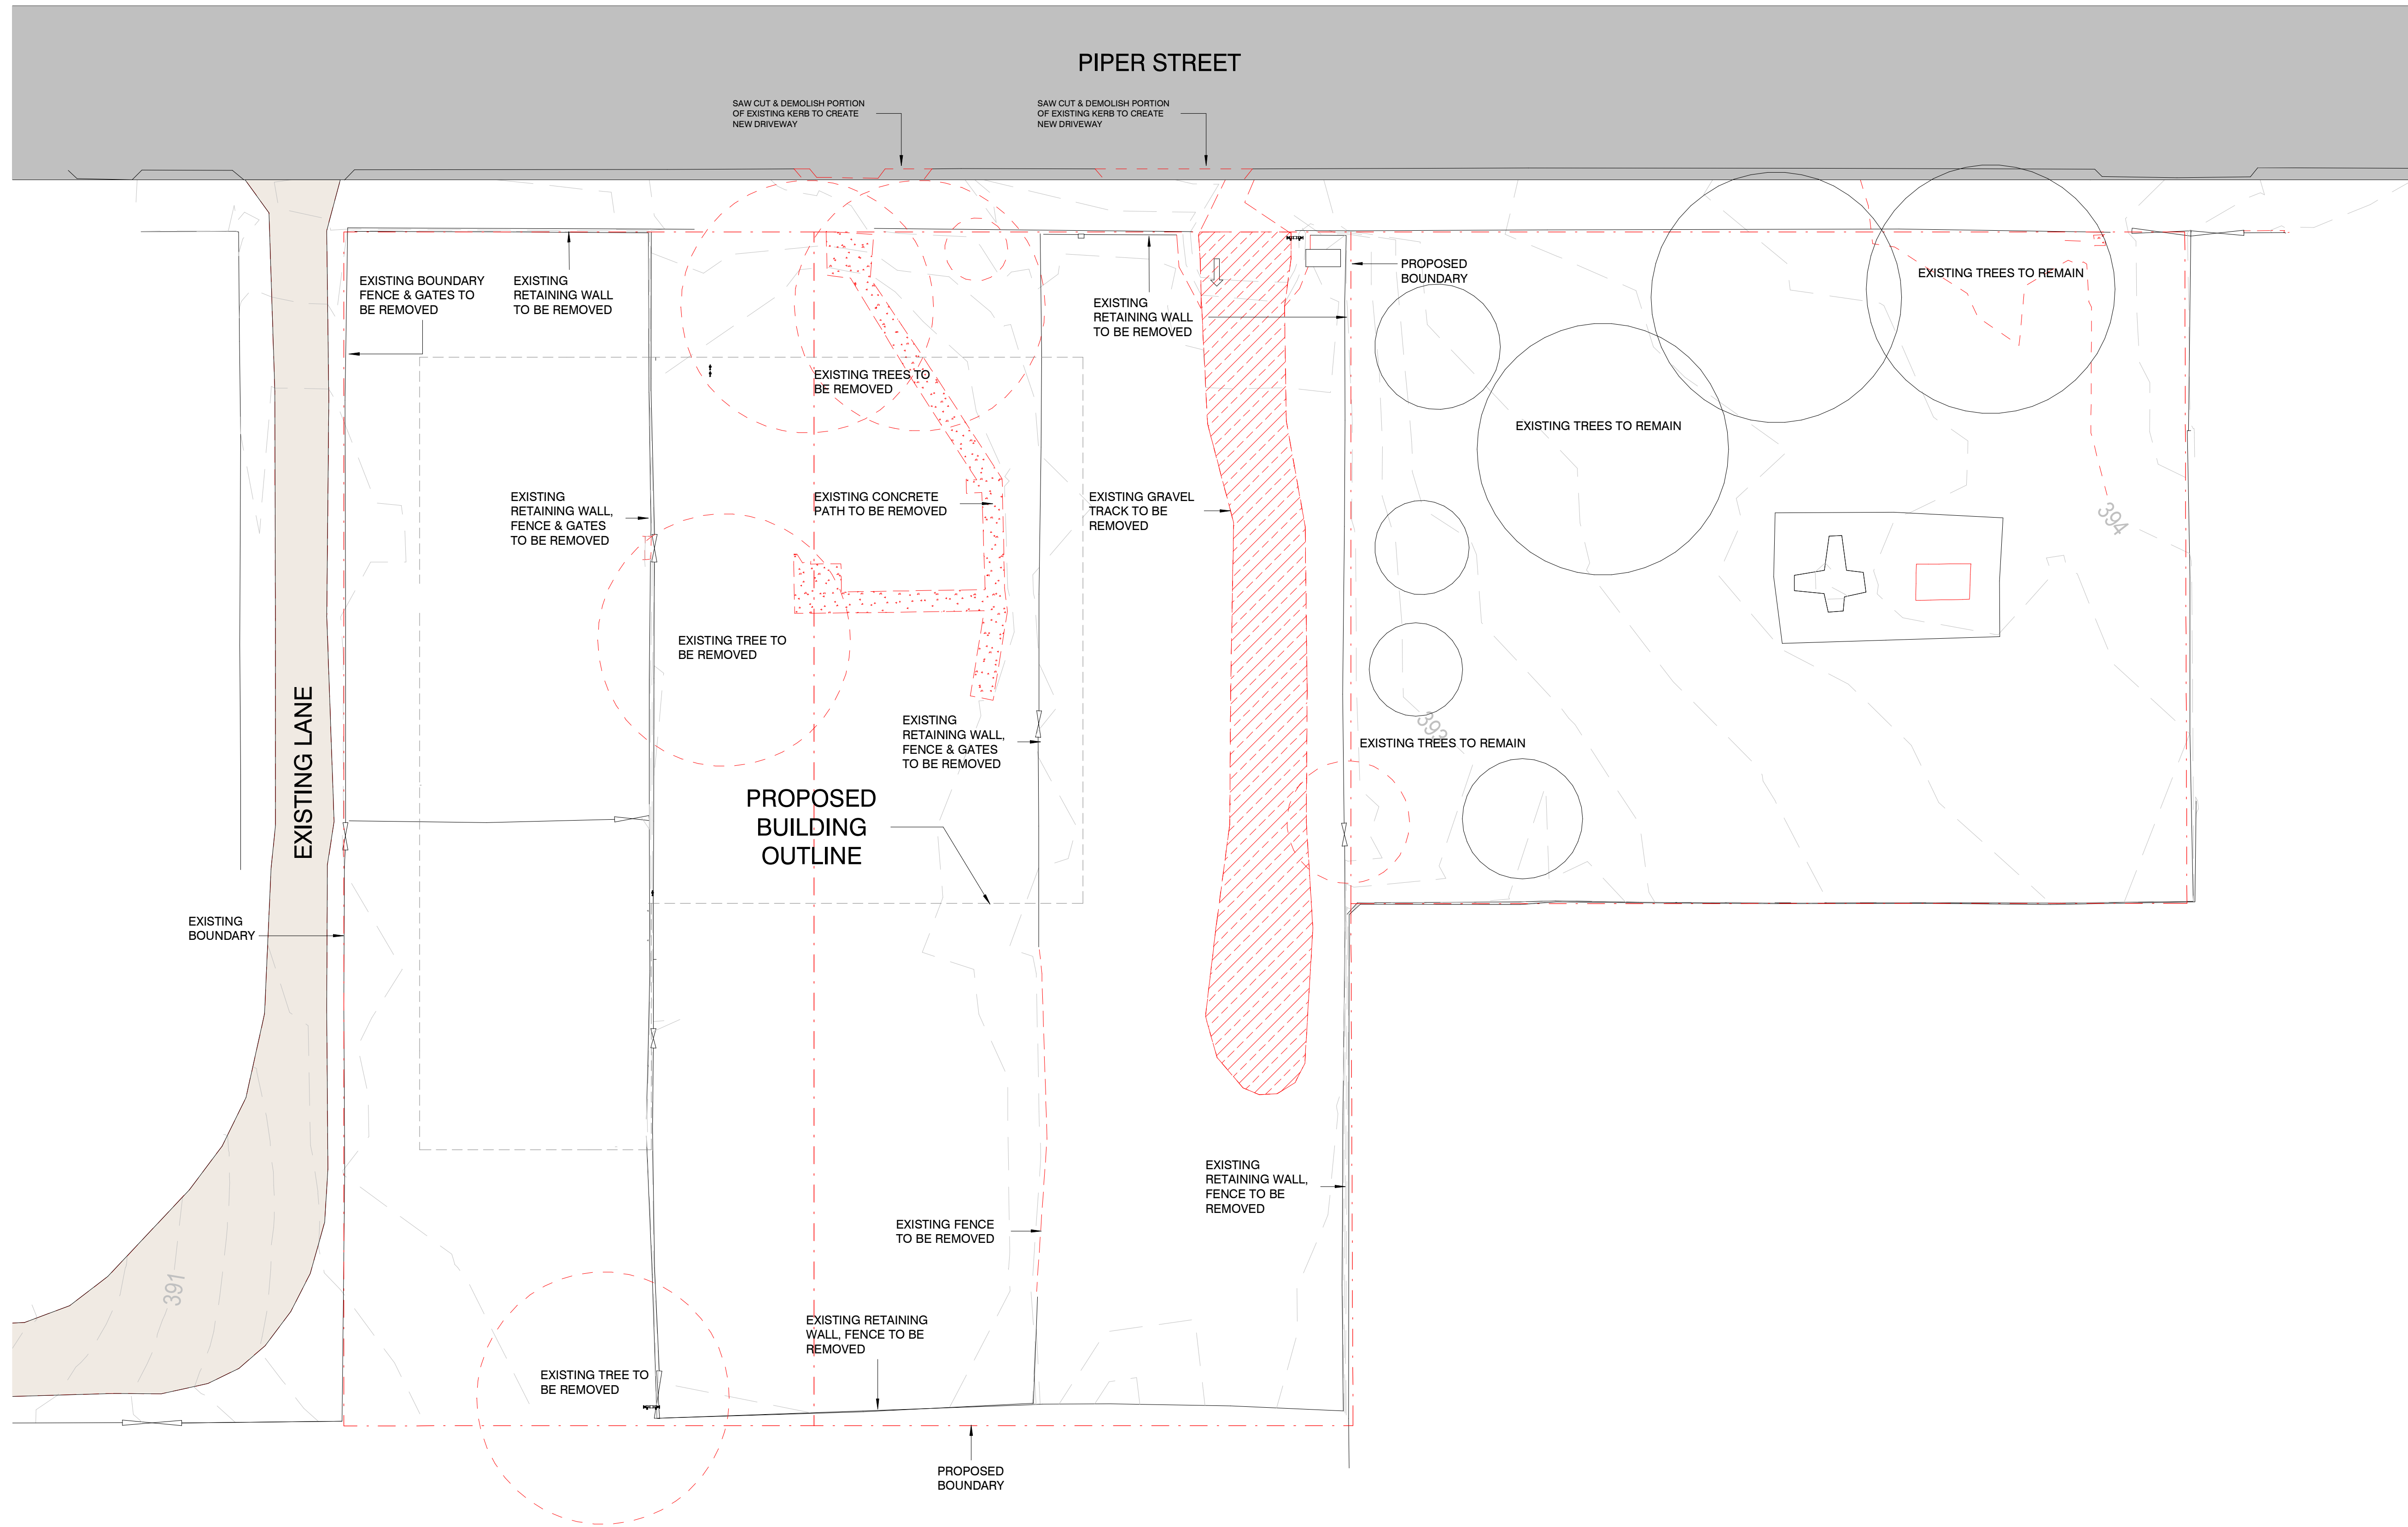 PIPER STREET
SAW CUT & DEMOLISH PORTION
OF EXISTING KERB TO CREATE
NEW DRIVEWAY
SAW CUT & DEMOLISH PORTION
OF EXISTING KERB TO CREATE
NEW DRIVEWAY
EXISTING BOUNDARY
FENCE & GATES TO
BE REMOVED
EXISTING
RETAINING WALL
TO BE REMOVED
EXISTING
RETAINING WALL
TO BE REMOVED
PROPOSED
BOUNDARY
EXISTING TREES TO REMAIN
EXISTING TREES TO
BE REMOVED
EXISTING TREES TO REMAIN
EXISTING
RETAINING WALL,
FENCE & GATES
TO BE REMOVED
EXISTING CONCRETE
PATH TO BE REMOVED
EXISTING GRAVEL
TRACK TO BE
REMOVED
394
EXISTING TREE TO
BE REMOVED
EXISTING
RETAINING WALL,
FENCE & GATES
TO BE REMOVED
393
EXISTING TREES TO REMAIN
EXISTING LANE
PROPOSED
BUILDING
OUTLINE
EXISTING
BOUNDARY
EXISTING
RETAINING WALL,
FENCE TO BE
REMOVED
EXISTING FENCE
TO BE REMOVED
391
EXISTING RETAINING
WALL, FENCE TO BE
REMOVED
EXISTING TREE TO
BE REMOVED
PROPOSED
BOUNDARY